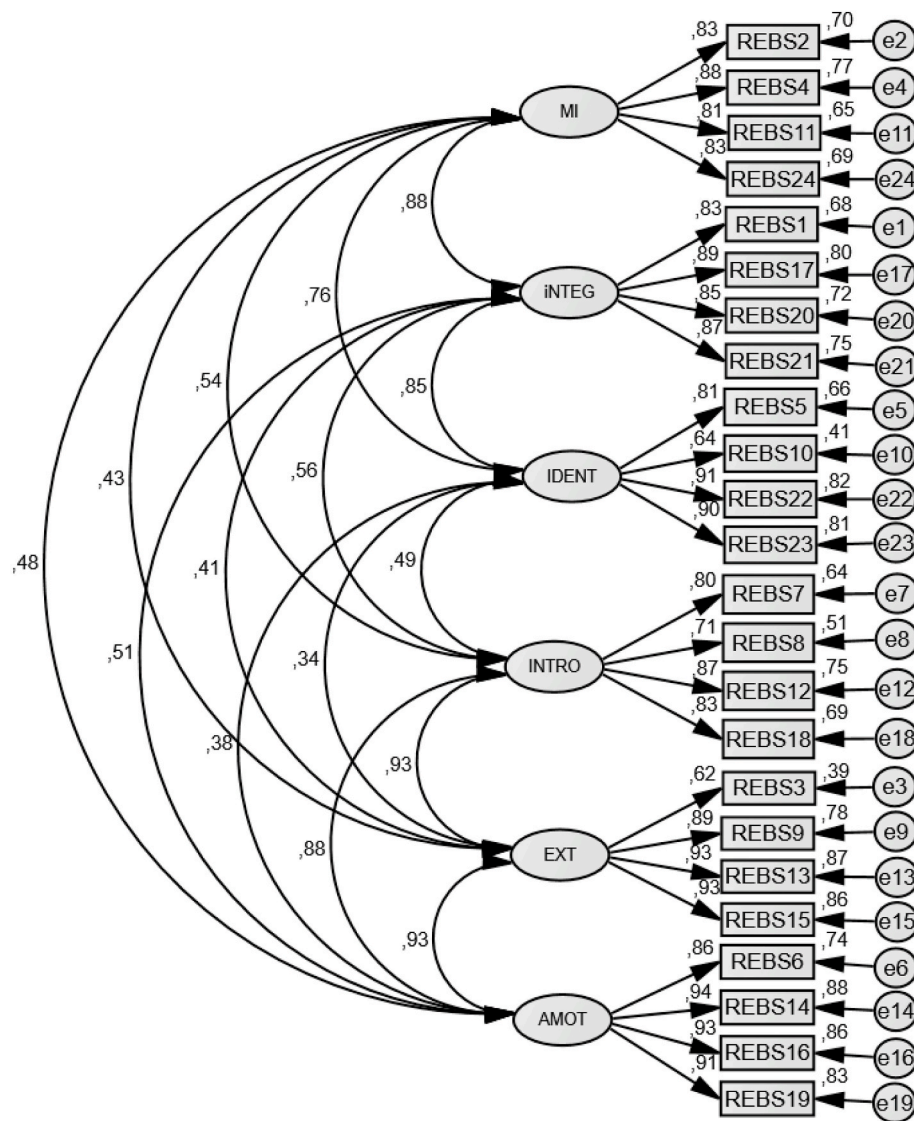 ,83 REBS2 ,70 e2
MI ,88 REBS4 ,77 e4
,81 REBS11 ,65 e11
,83 REBS24 ,69 e24
,88
,83 REBS1 ,68 e1
iNTEG ,89 REBS17 ,80 e17
,76
,85 REBS20 ,72 e20
,87 REBS21 ,75 e21
,54 ,85
,81 REBS5 ,66 e5
,43 ,56
IDENT ,64 REBS10 ,41 e10
,91 REBS22 ,82 e22
,90 REBS23 ,81 e23
,48 ,41 ,49
,80 REBS7 ,64 e7
,51 ,34
INTRO ,71 REBS8 ,51 e8
,87 REBS12 ,75 e12
,83 REBS18 ,69 e18
,38 ,93
,62 REBS3 ,39 e3
,88
EXT ,89 REBS9 ,78 e9
,93 REBS13 ,87 e13
,93 REBS15 ,86 e15
,93
,86 REBS6 ,74 e6
AMOT ,94 REBS14 ,88 e14
,93 REBS16 ,86 e16
,91 REBS19 ,83 e19